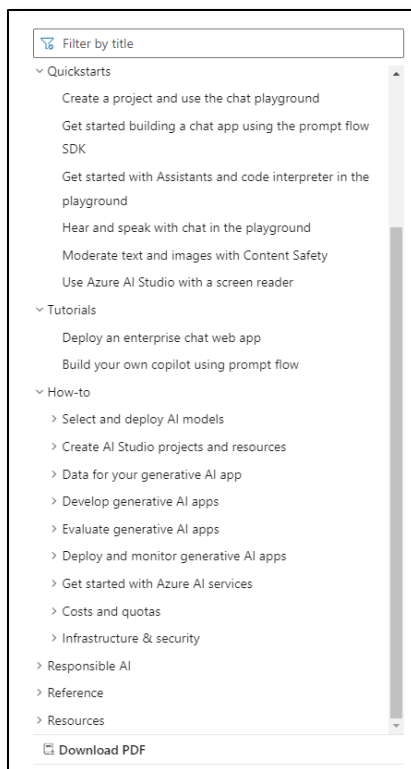 Filter by title
Quickstarts
Create a project and use the chat playground
Get started building a chat app using the prompt flow
SDK
Get started with Assistants and code interpreter in the
playground
Hear and speak with chat in the playground
Moderate text and images with Content Safety
Use Azure AI Studio with a screen reader
Tutorials
Deploy an enterprise chat web app
Build your own copilot using prompt flow
How-to
Select and deploy AI models
Create AI Studio projects and resources
Data for your generative AI app
Develop generative AI apps
Evaluate generative AI apps
Deploy and monitor generative AI apps
Get started with Azure AI services
Costs and quotas
Infrastructure & security
Responsible AI
Reference
Resources
Download PDF